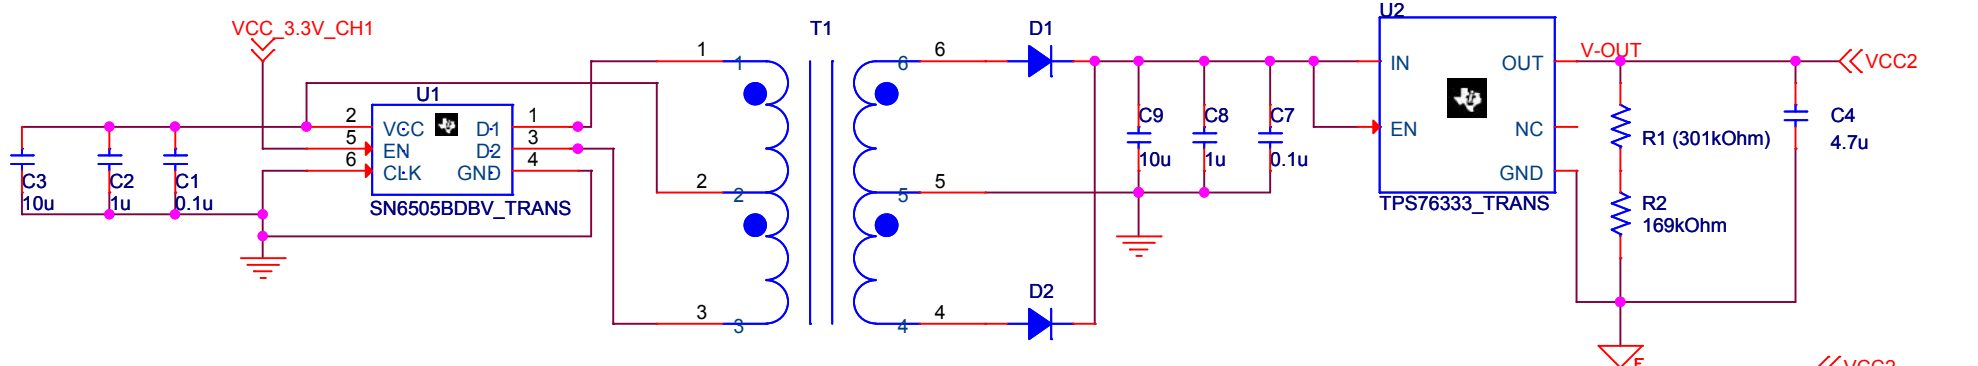 VCC_3.3V_CH1
U1
2
VCC
5
EN
6
CLK
D1
1
D2
3
GND
4
SN6505BDBV_TRANS
C3
10u
C2
1u
C1
0.1u
T1
1
1
2
2
3
3
6
6
5
5
4
4
D1
D2
C9
10u
C8
1u
C7
0.1u
U2
IN
EN
OUT
NC
GND
TPS76333_TRANS
V-OUT
VCC2
R1 (301kOhm)
R2
169kOhm
C4
4.7u